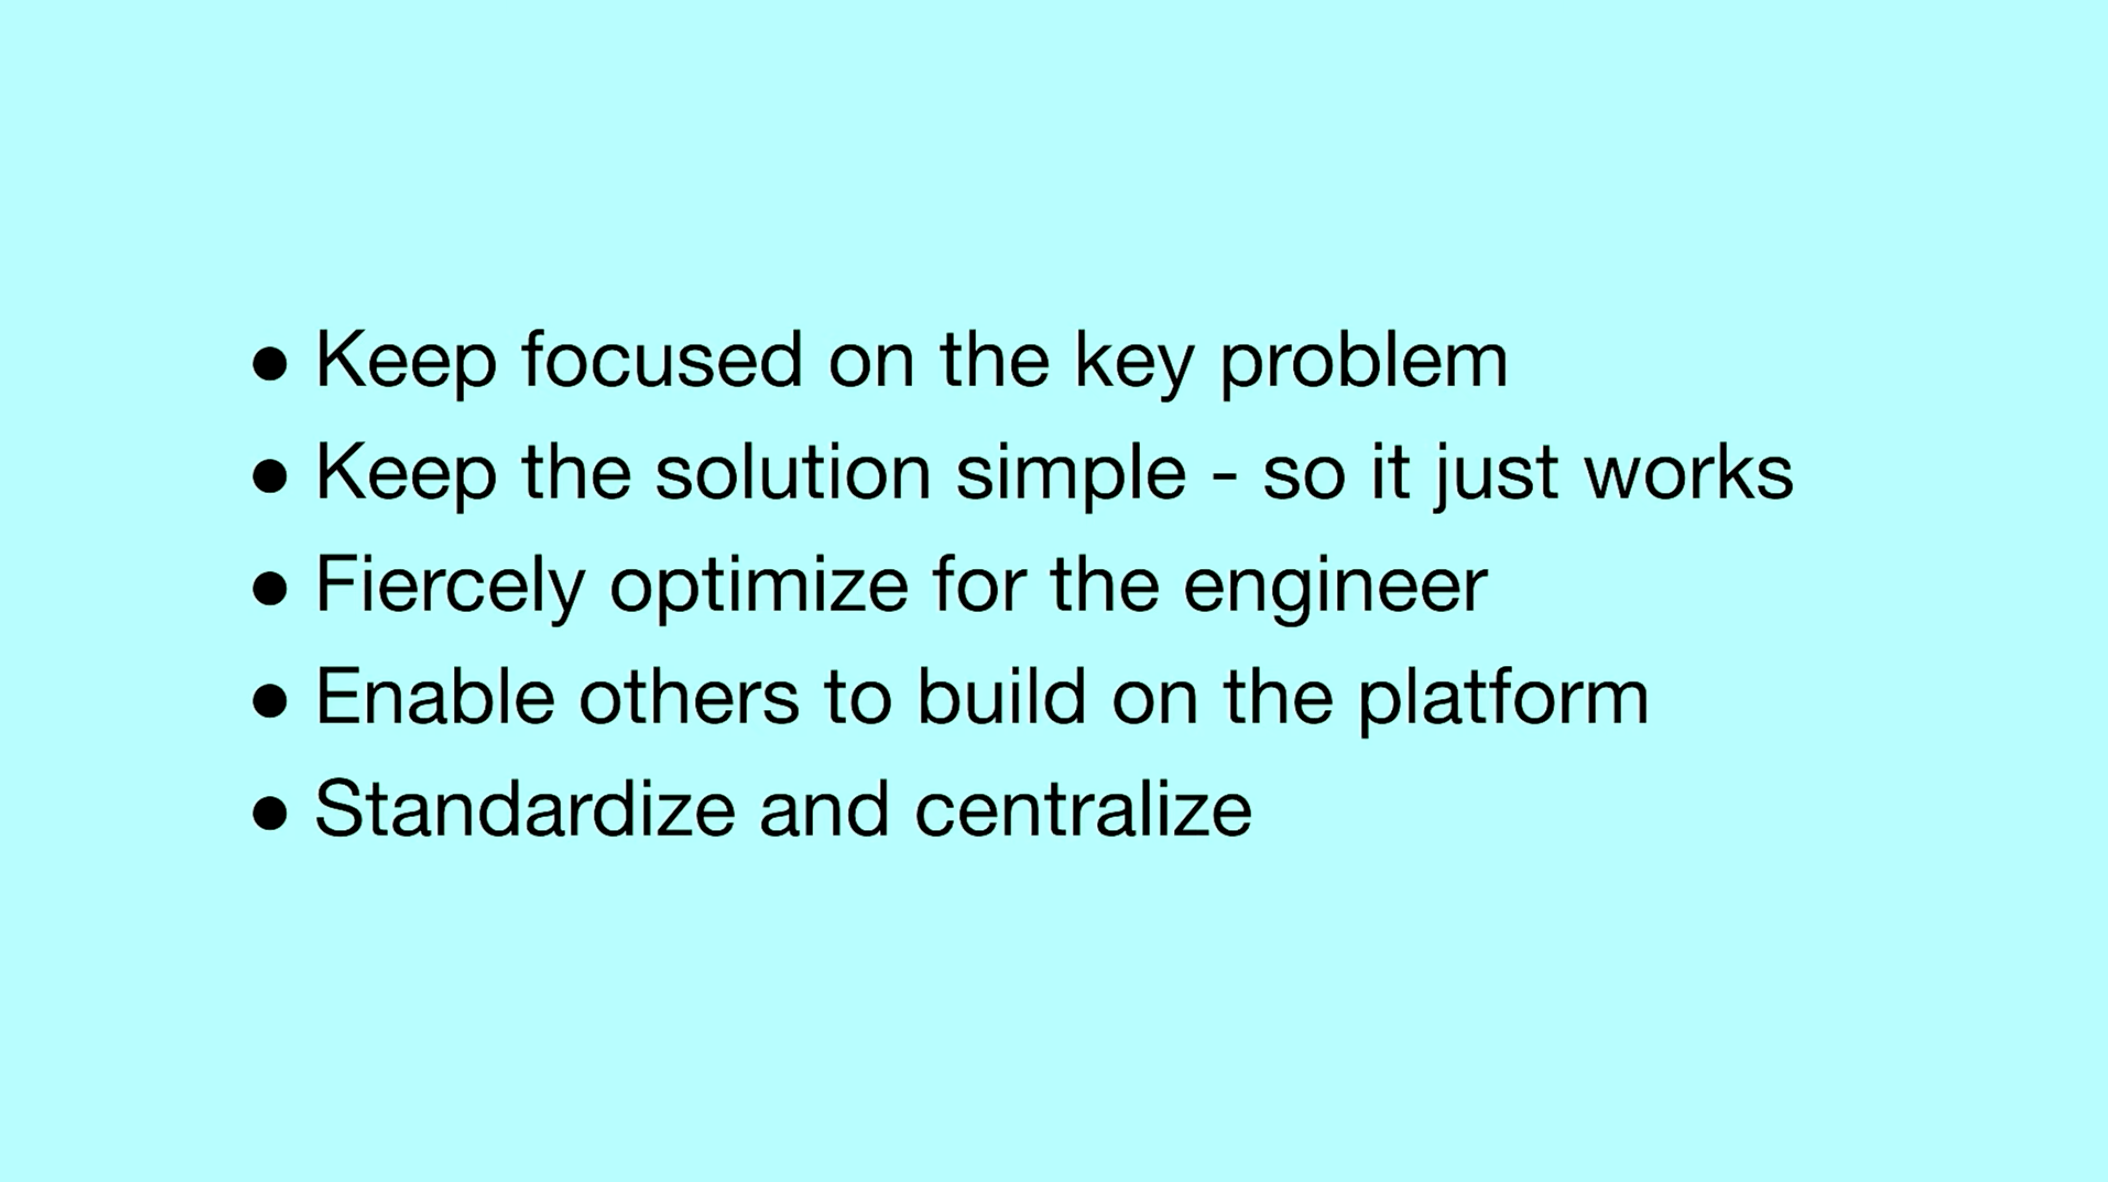 ● Keep focused on the key problem
● Keep the solution simple - so it just works
● Fiercely optimize for the engineer
● Enable others to build on the platform
● Standardize and centralize